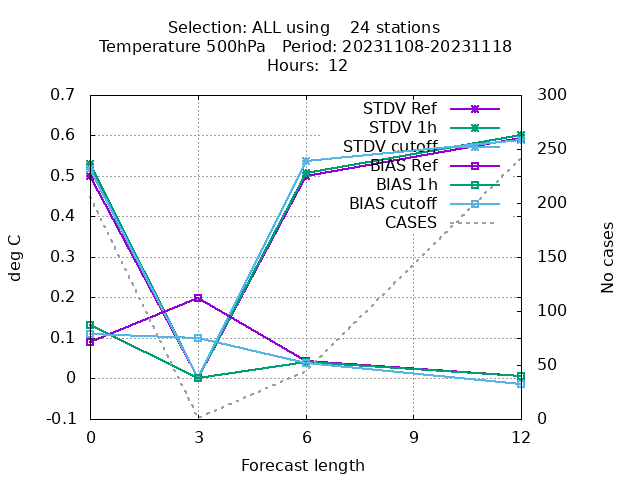 Selection: ALL using    24 stations
Temperature 500hPa   Period: 20231108-20231118
Hours:  12
0.7
0.6
0.5
0.4
0.3
0.2
0.1
0
-0.1
300
250
200
150
100
50
0
STDV Ref
STDV 1h
STDV cutoff
BIAS Ref
BIAS 1h
BIAS cutoff
CASES
deg C
No cases
0 3 6 9 12
Forecast length